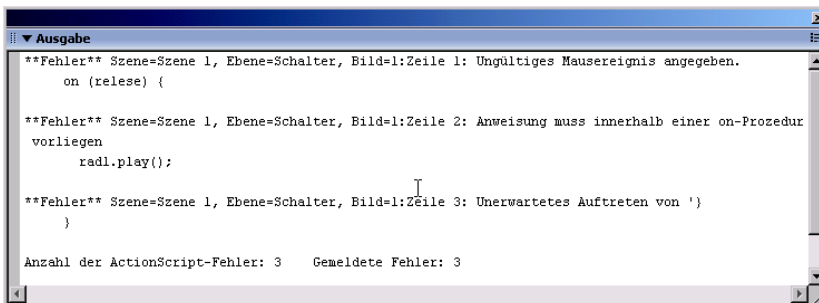 Ausgabe
**Fehler** Szene=Szene 1, Ebene=Schalter, Bild=1:Zeile 1: Ungültiges Mausereignis angegeben.
on (relese) {
**Fehler** Szene=Szene 1, Ebene=Schalter, Bild=1:Zeile 2: Anweisung muss innerhalb einer on-Prozedur
vorliegen
rad1.play();
**Fehler** Szene=Szene 1, Ebene=Schalter, Bild=1:Zeile 3: Unerwartetes Auftreten von '}
}
Anzahl der ActionScript-Fehler: 3 Gemeldete Fehler: 3